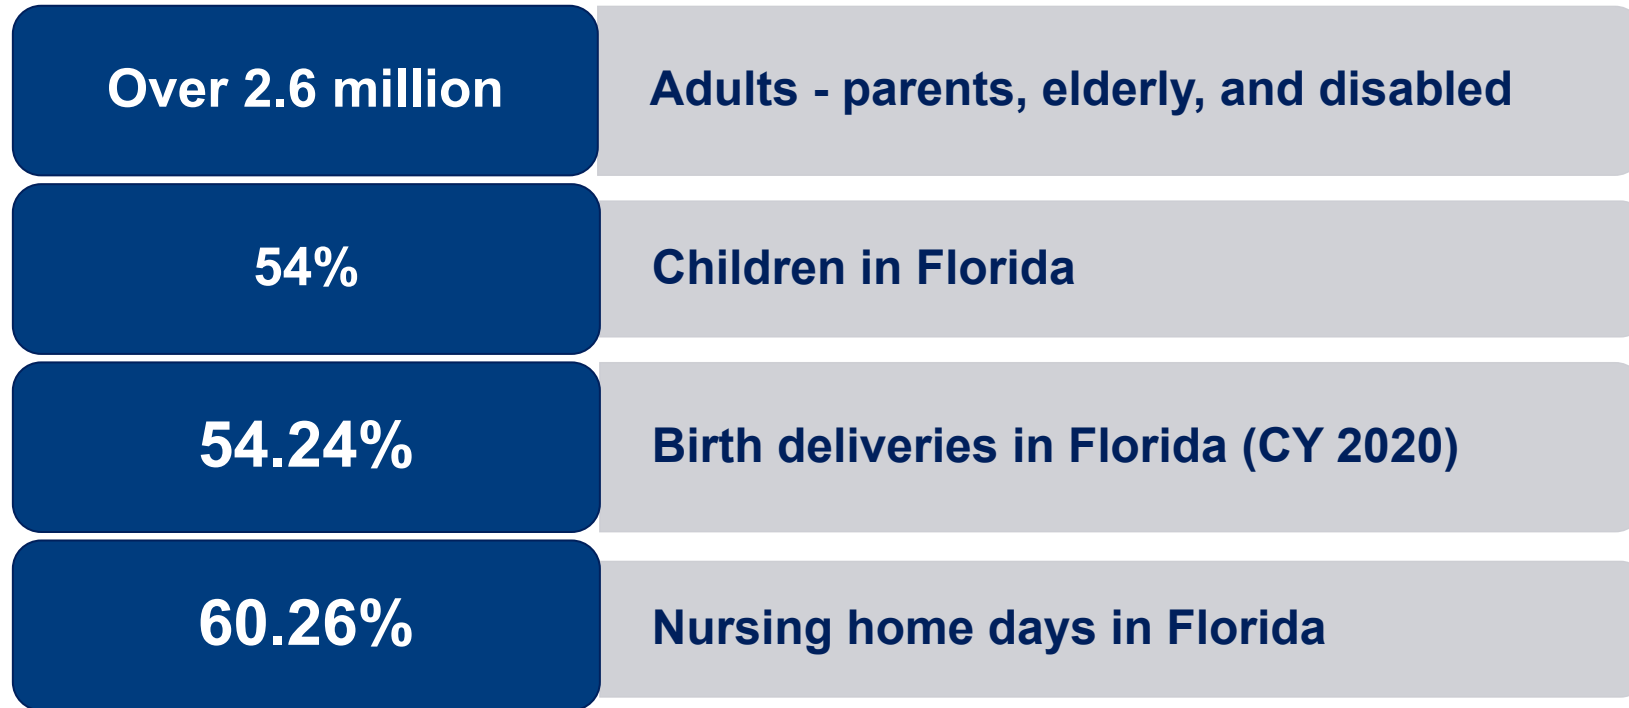 Over 2.6 million
Adults - parents, elderly, and disabled
54%
Children in Florida
54.24%
Birth deliveries in Florida (CY 2020)
60.26%
Nursing home days in Florida